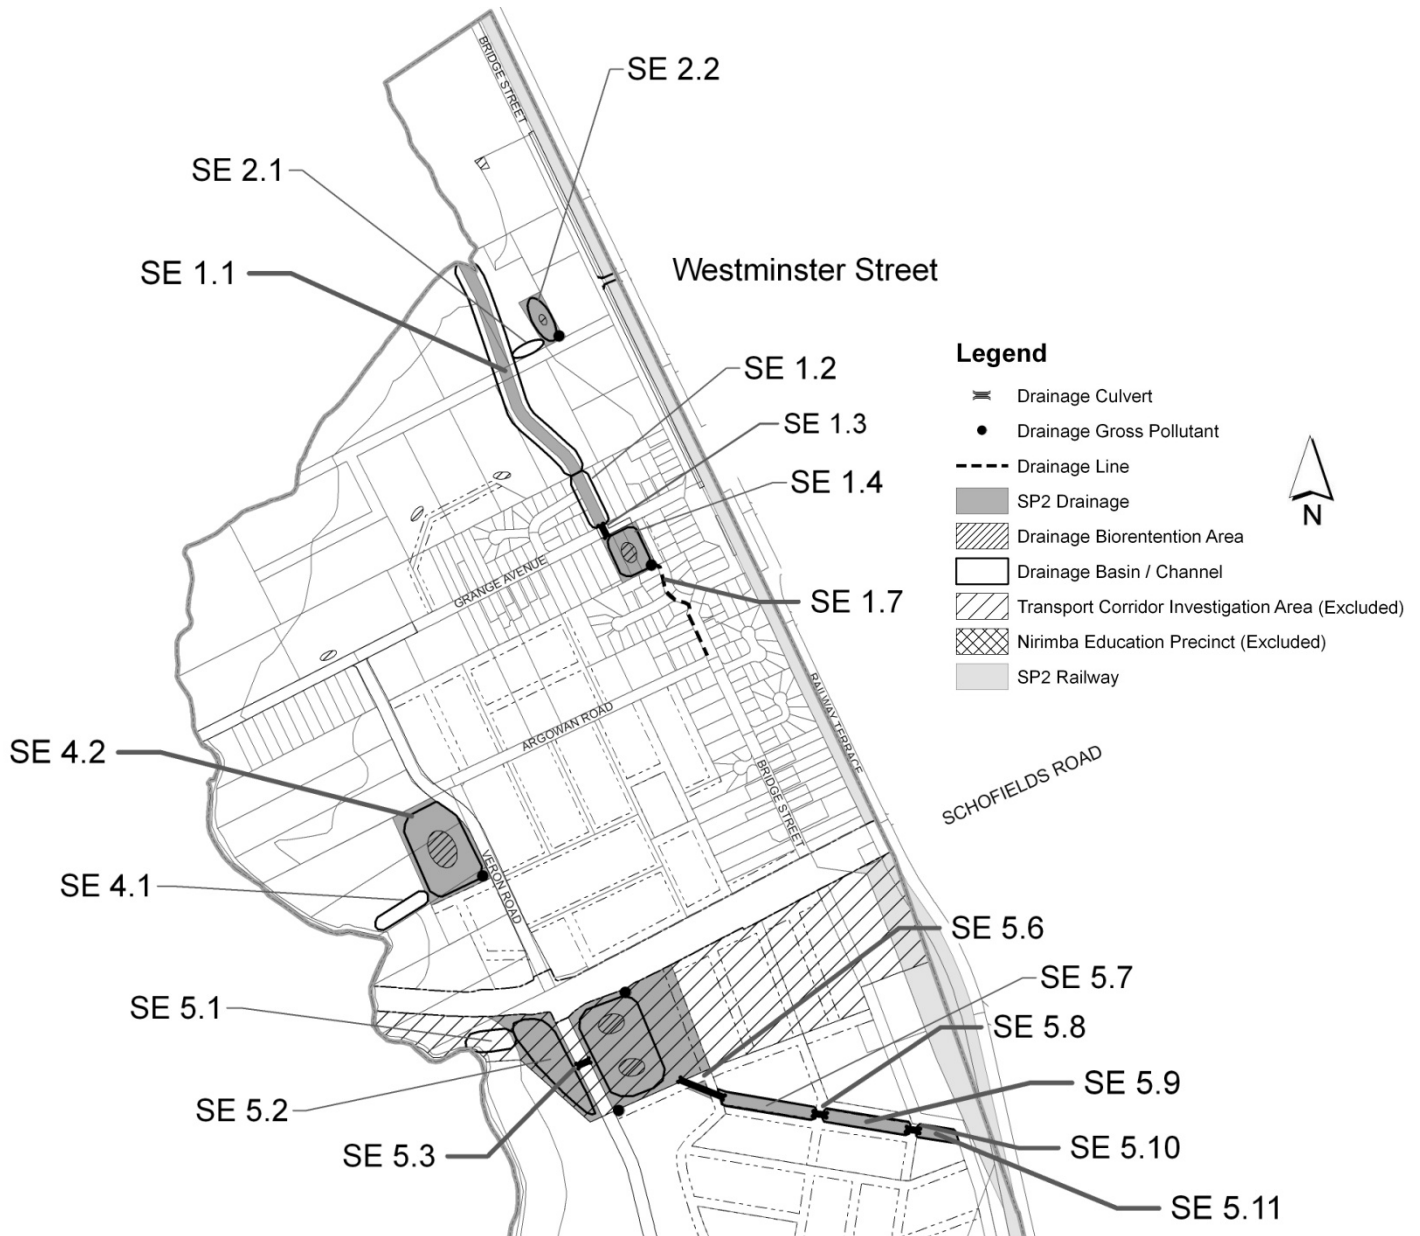 BRIDGE STREET
SE 2.2
SE 2.1
SE 1.1
Westminster Street
SE 1.2
SE 1.3
SE 1.4
GRANGE AVENUE
SE 1.7
Legend
Drainage Culvert
Drainage Gross Pollutant
Drainage Line
SP2 Drainage
Drainage Biorentention Area
Drainage Basin / Channel
Transport Corridor Investigation Area (Excluded)
Nirimba Education Precinct (Excluded)
SP2 Railway
N
RAILWAY TERRACE
ARGOWAN ROAD
BRIDGE STREET
SCHOFIELDS ROAD
SE 4.2
VERON ROAD
SE 4.1
SE 5.6
SE 5.7
SE 5.1
SE 5.8
SE 5.9
SE 5.2
SE 5.10
SE 5.3
SE 5.11